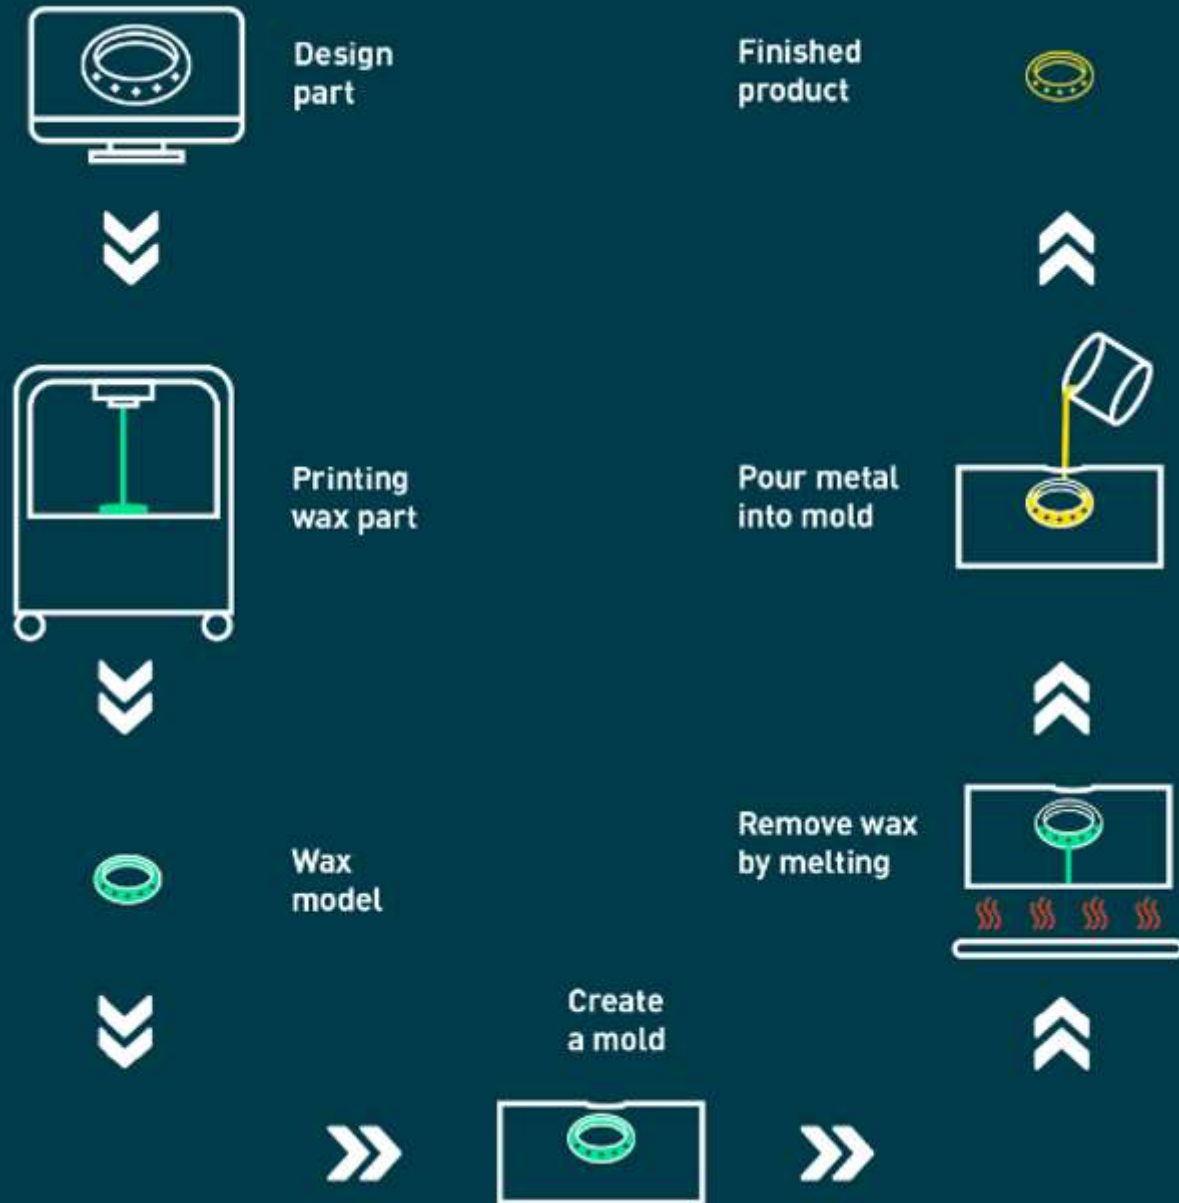 Design
part
Printing
wax part
Wax
model
Create
a mold
Remove wax
by melting
Pour metal
into mold
Finished
product